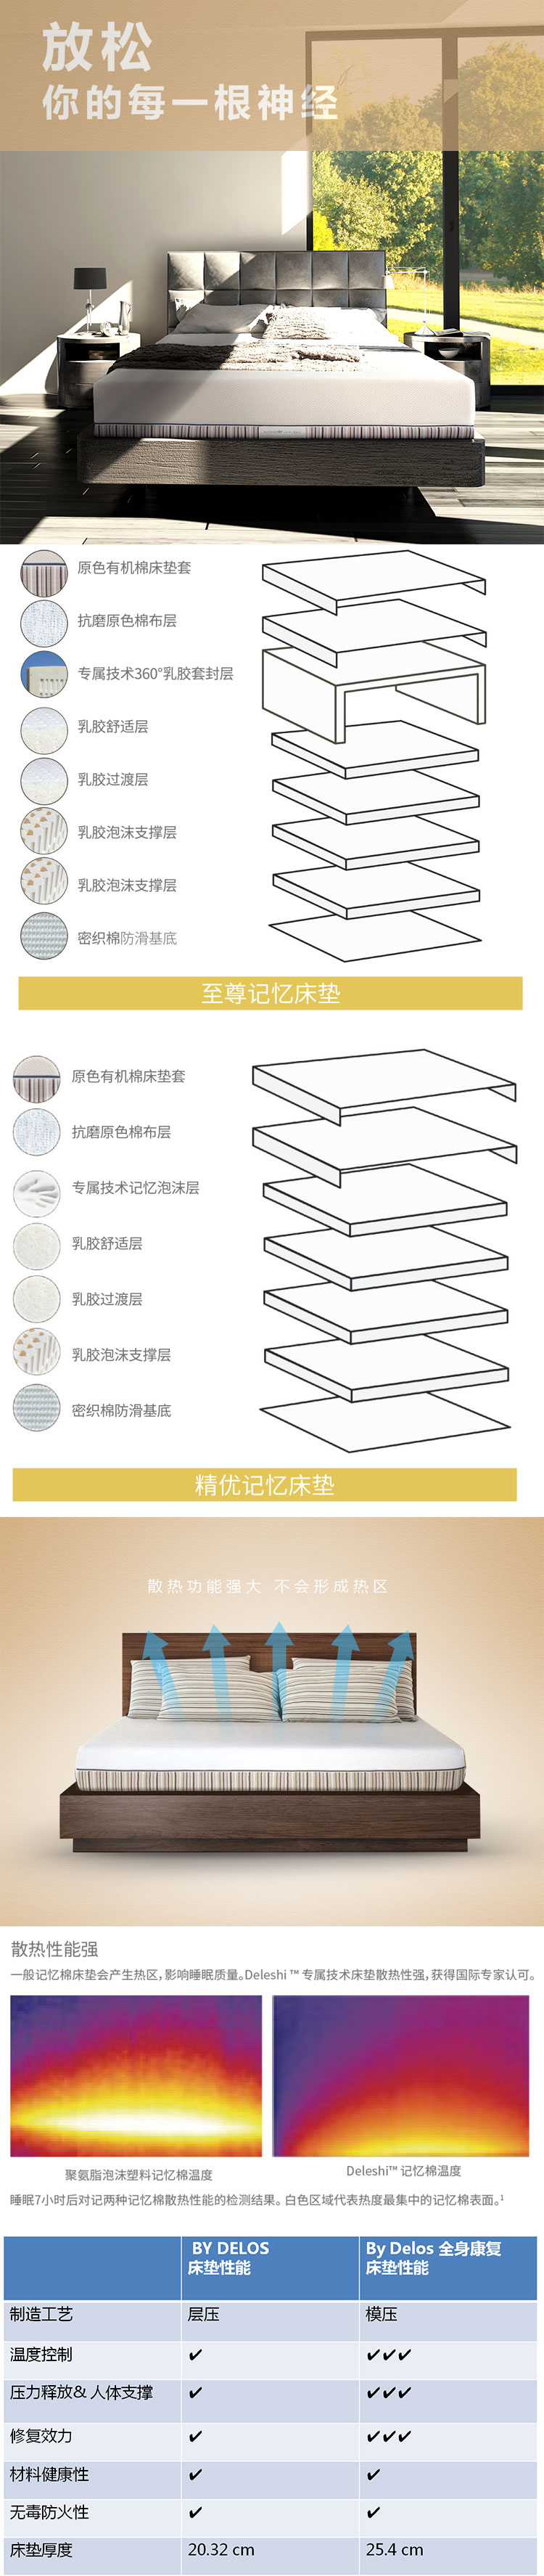 放松
你的每一根神经
原色有机棉床垫套
抗磨原色棉布层
专属技术360°乳胶套封层
乳胶舒适层
乳胶过渡层
乳胶泡沫支撑层
乳胶泡沫支撑层
密织棉防滑基底
至尊记忆床垫
原色有机棉床垫套
抗磨原色棉布层
专属技术记忆泡沫层
乳胶舒适层
乳胶过渡层
乳胶泡沫支撑层
密织棉防滑基底
精优记忆床垫
散热功能强大 不会形成热区
散热性能强
一般记忆棉床垫会产生热区，影响睡眠质量。Deleshi ™ 专属技术床垫散热性强，获得国际专家认可。
聚氨脂泡沫塑料记忆棉温度
Deleshi™ 记忆棉温度
睡眠7小时后对记两种记忆棉散热性能的检测结果。白色区域代表热度最集中的记忆棉表面。¹
BY DELOS
床垫性能
By Delos 全身康复
床垫性能
制造工艺 层压 模压
温度控制 ✔ ✔✔✔
压力释放& 人体支撑 ✔ ✔✔✔
修复效力 ✔ ✔✔✔
材料健康性 ✔ ✔
无毒防火性 ✔ ✔
床垫厚度 20.32 cm 25.4 cm